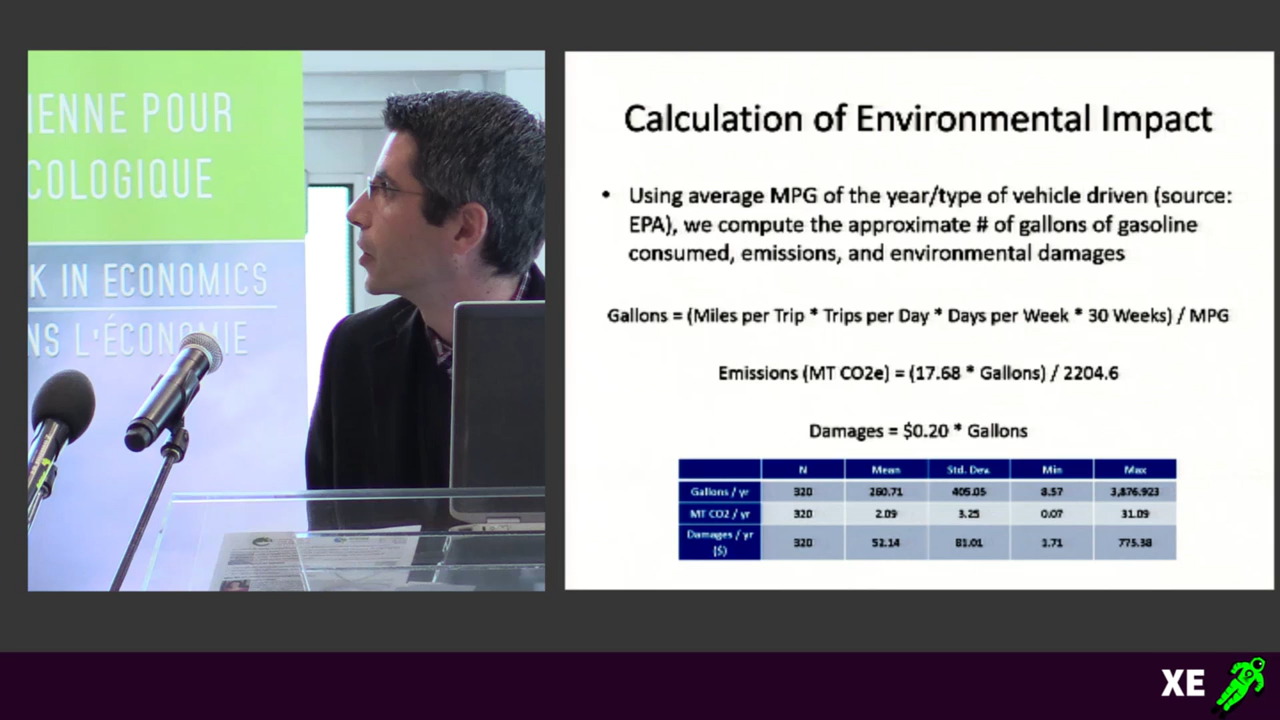 IENNE POUR
COLOGIQUE
K IN ECONOMICS
NS L'ÉCONOMIE
Calculation of Environmental Impact
• Using average MPG of the year/type of vehicle driven (source:
EPA), we compute the approximate # of gallons of gasoline
consumed, emissions, and environmental damages
Gallons = (Miles per Trip * Trips per Day * Days per Week * 30 Weeks) / MPG
Emissions (MT CO2e) = (17.68 * Gallons) / 2204.6
Damages = $0.20 * Gallons
N Mean Std. Dev. Min Max
Gallons / yr 320 260.71 405.05 8.57 3,876.923
MT CO2 / yr 320 2.09 3.25 0.07 31.09
Damages / yr
($) 320 52.14 81.01 1.71 775.38
XE